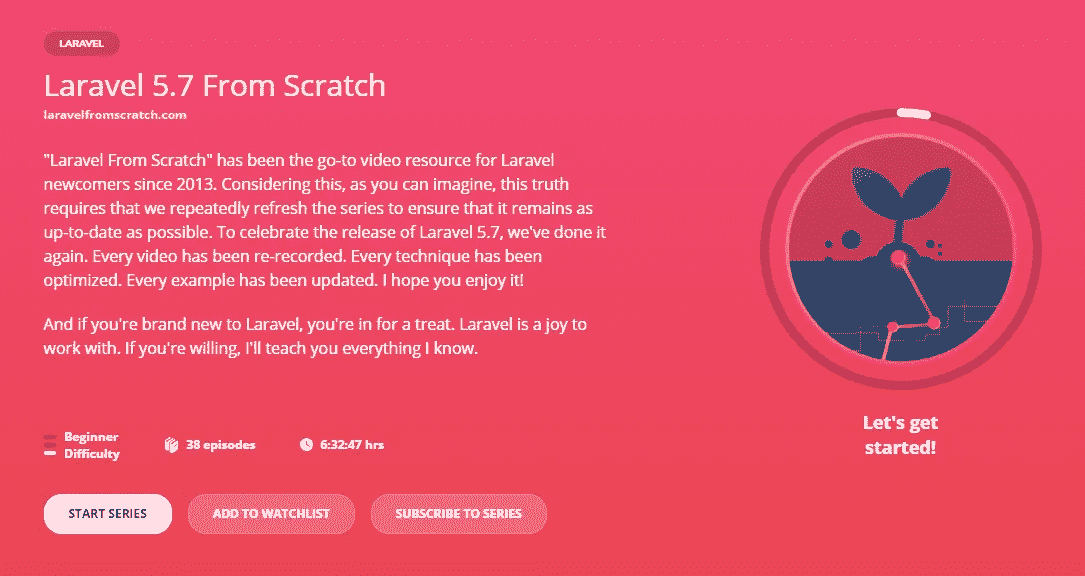 LARAVEL
Laravel 5.7 From Scratch
laravelfromscratch.com
"Laravel From Scratch" has been the go-to video resource for Laravel
newcomers since 2013. Considering this, as you can imagine, this truth
requires that we repeatedly refresh the series to ensure that it remains as
up-to-date as possible. To celebrate the release of Laravel 5.7, we've done it
again. Every video has been re-recorded. Every technique has been
optimized. Every example has been updated. I hope you enjoy it!
And if you're brand new to Laravel, you're in for a treat. Laravel is a joy to
work with. If you're willing, I'll teach you everything I know.
Beginner
Difficulty
38 episodes
6:32:47 hrs
Let's get
started!
START SERIES
ADD TO WATCHLIST
SUBSCRIBE TO SERIES